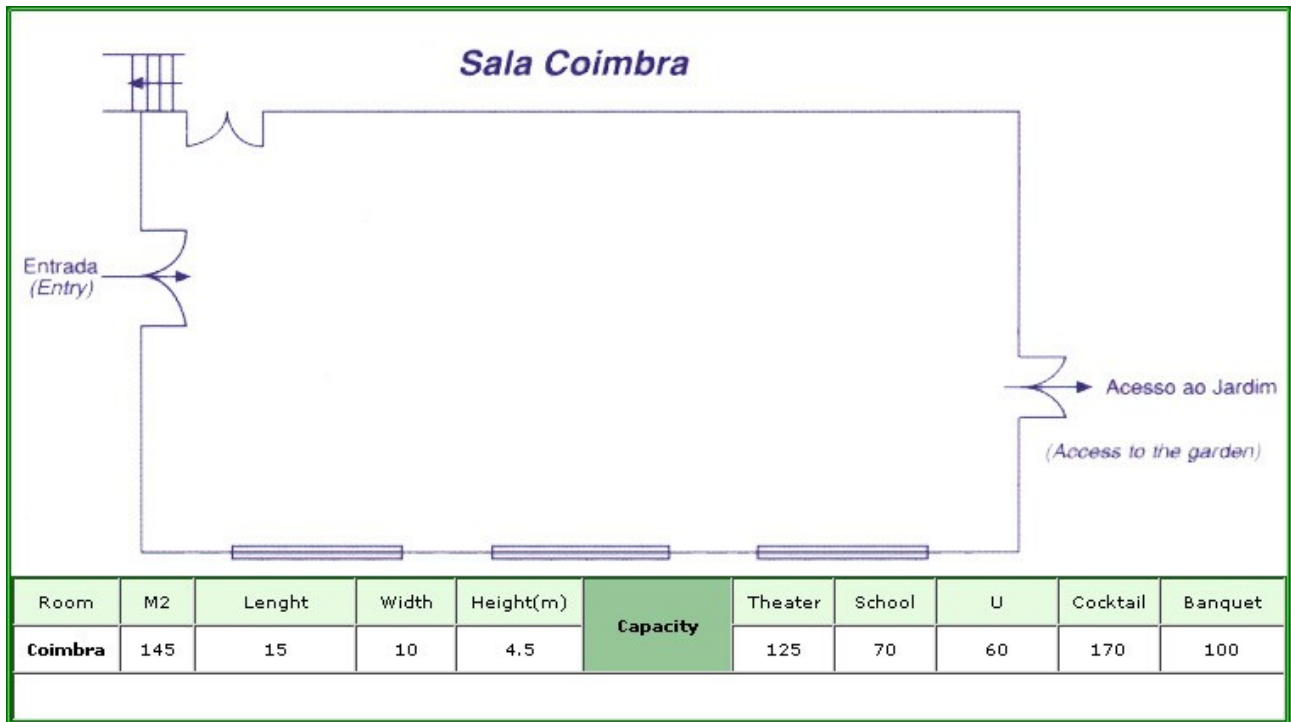 Sala Coimbra
Entrada
(Entry)
Acesso ao Jardim
(Access to the garden)
Room M2 Lenght Width Height(m) Capacity Theater School U Cocktail Banquet
Coimbra 145 15 10 4.5 125 70 60 170 100